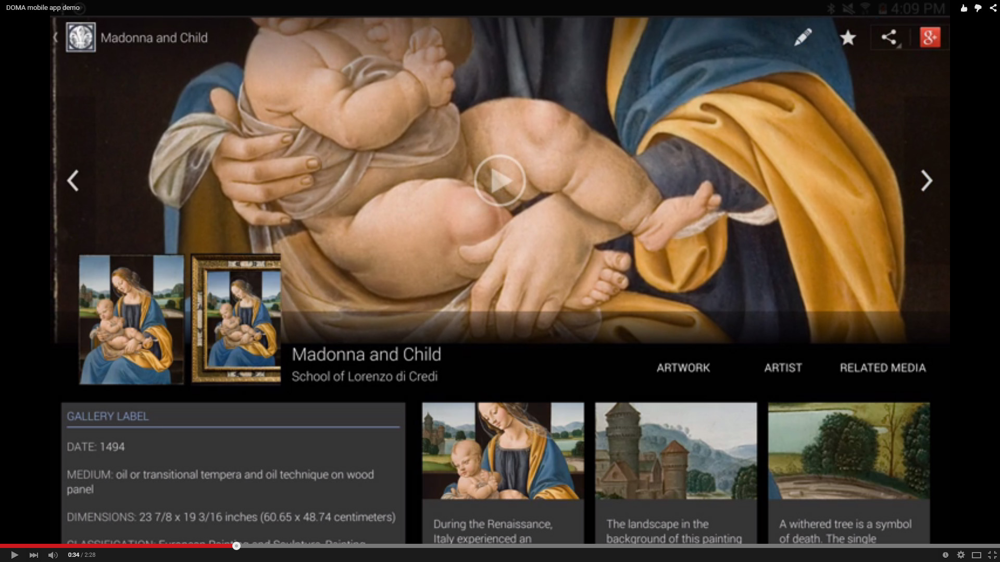 DOMA mobile app demo
4:09 PM
Madonna and Child
g+
Madonna and Child
School of Lorenzo di Credi
ARTWORK
ARTIST
RELATED MEDIA
GALLERY LABEL
DATE: 1494
MEDIUM: oil or transitional tempera and oil technique on wood
panel
DIMENSIONS: 23 7/8 x 19 3/16 inches (60.65 x 48.74 centimeters)
CLASSIFICATION: European Painting and Sculpture, Painting
During the Renaissance,
Italy experienced an
The landscape in the
background of this painting
A withered tree is a symbol
of death. The single
0:34 / 2:28